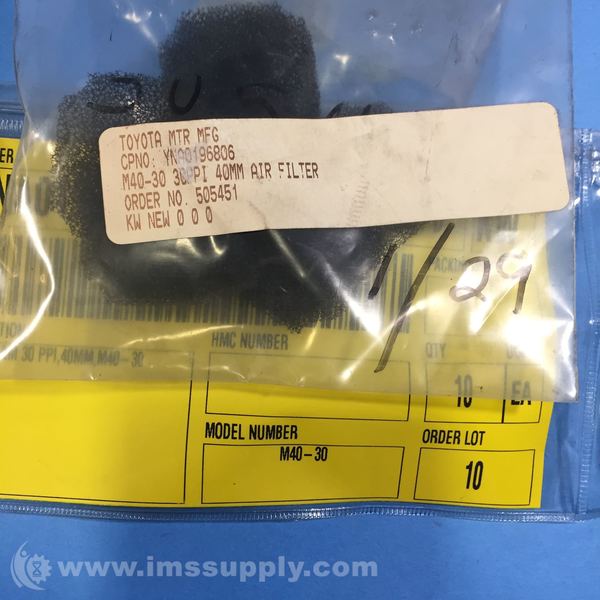 TOYOTA MTR MFG
CPNO: YNA0196806
M40-30 30PPI 40MM AIR FILTER
ORDER NO. 505451
KW NEW 0 0 0
1/29
30 PPI,40MM M40-30
HMC NUMBER
QTY
10
EA
MODEL NUMBER
M40-30
ORDER LOT
10
www.imssupply.com